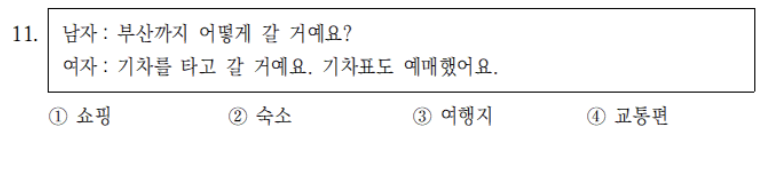 11. 남자 : 부산까지 어떻게 갈 거예요?
여자 : 기차를 타고 갈 거예요. 기차표도 예매했어요.
① 쇼핑 ② 숙소 ③ 여행지 ④ 교통편